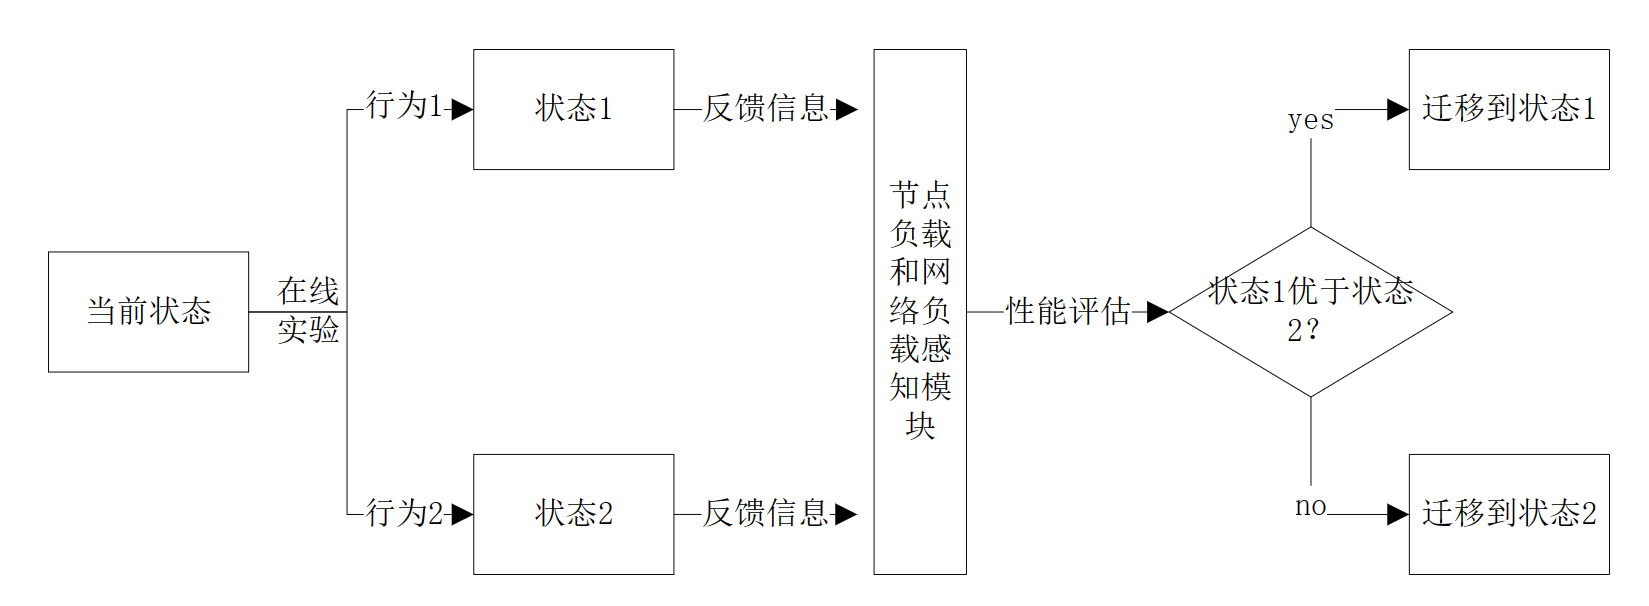 当前状态
在线
实验
行为1
状态1
反馈信息
行为2
状态2
反馈信息
节点
负载
和网
络负
载感
知模
块
性能评估
状态1优于状态
2?
yes
迁移到状态1
no
迁移到状态2